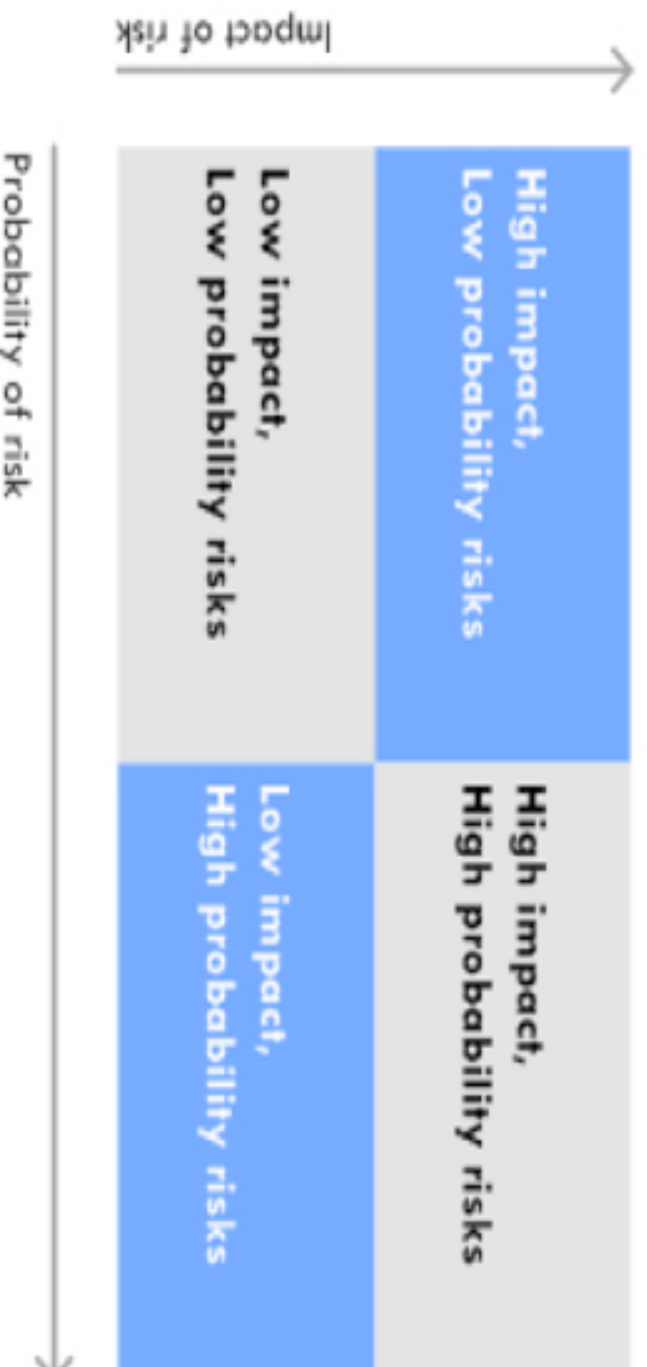 Impact of risk
High impact,
Low probability risks
High impact,
High probability risks
Low impact,
Low probability risks
Low impact,
High probability risks
Probability of risk